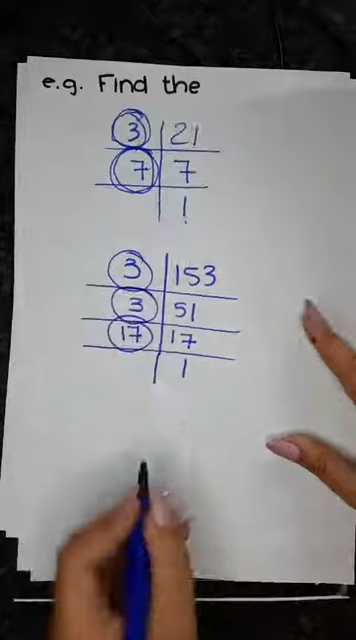 e.g. Find the
3 | 21
7 | 7
1
3 | 153
3 | 51
17 | 17
1